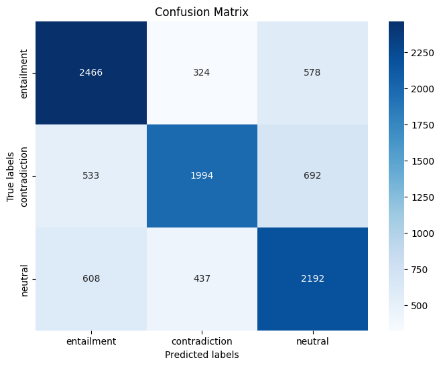 Confusion Matrix
True labels
entailment
contradiction
neutral
2466 324 578
533 1994 692
608 437 2192
entailment contradiction neutral
Predicted labels
2250
2000
1750
1500
1250
1000
750
500